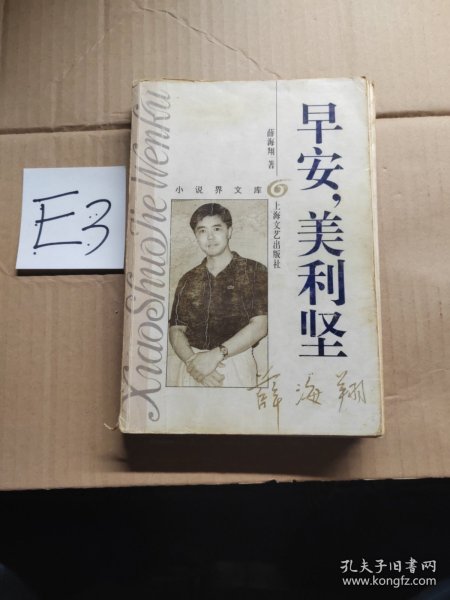 E3
XiaoShuoJie Wenku
早安，美利坚
薛海翔 著
小说界文库
上海文艺出版社
薛海翔
孔夫子旧书网
www.kongfz.com